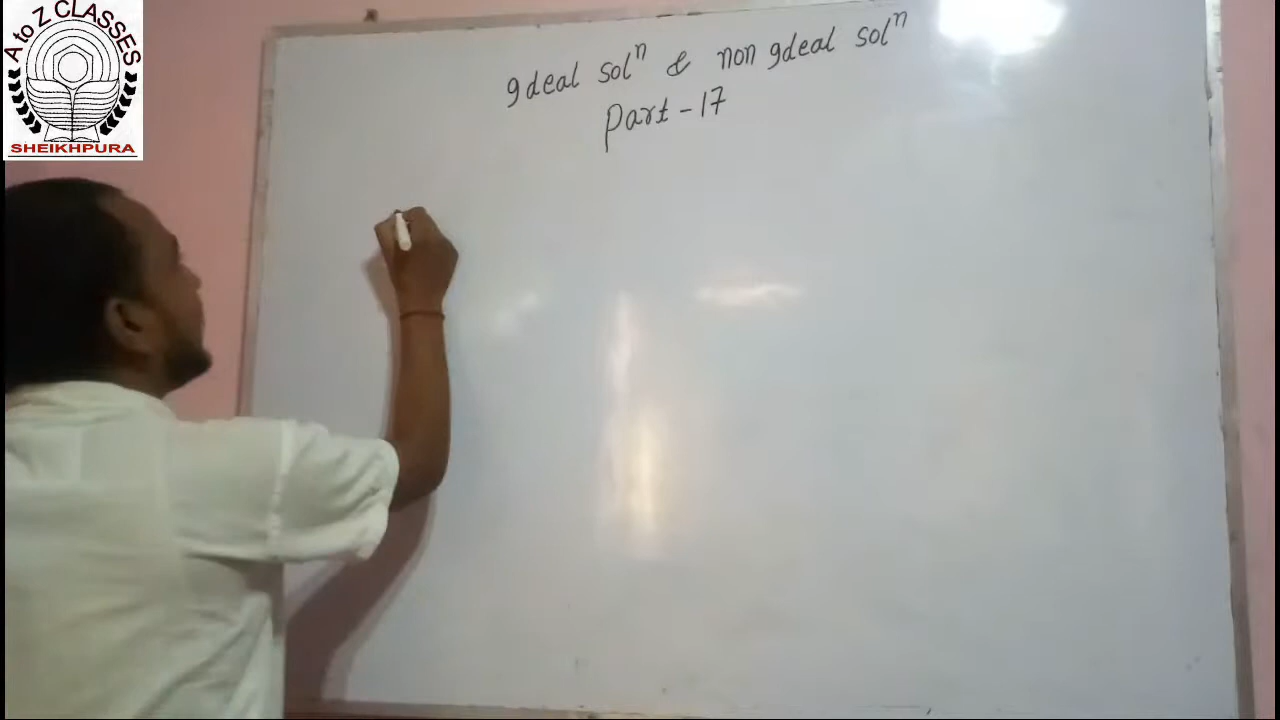 A to Z CLASSES
SHEIKHPURA
Ideal solⁿ & non Ideal solⁿ
Part - 17